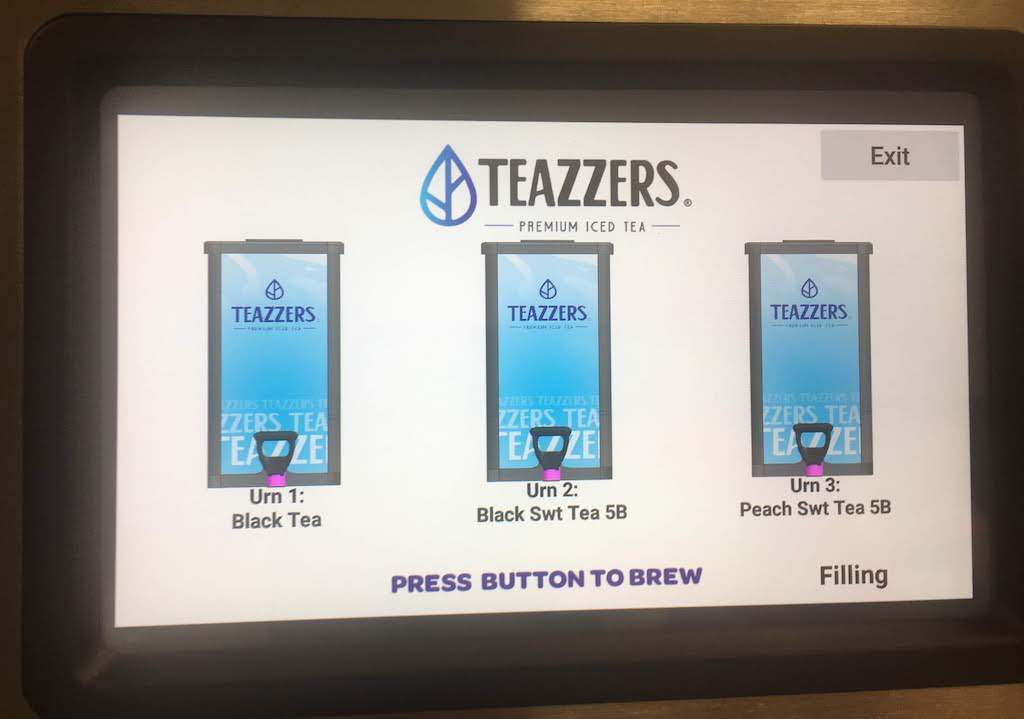 Exit
TEAZZERS®
PREMIUM ICED TEA
TEAZZERS
PREMIUM ICED TEA
ZZERS TEAZZERS T
ZZERS TEA
TEAZZE
Urn 1:
Black Tea
TEAZZERS
PREMIUM ICED TEA
ZZERS TEAZZERS T
ZZERS TEA
TEAZZE
Urn 2:
Black Swt Tea 5B
TEAZZERS
PREMIUM ICED TEA
ZZERS TEAZZERS T
ZZERS TEA
TEAZZE
Urn 3:
Peach Swt Tea 5B
PRESS BUTTON TO BREW
Filling